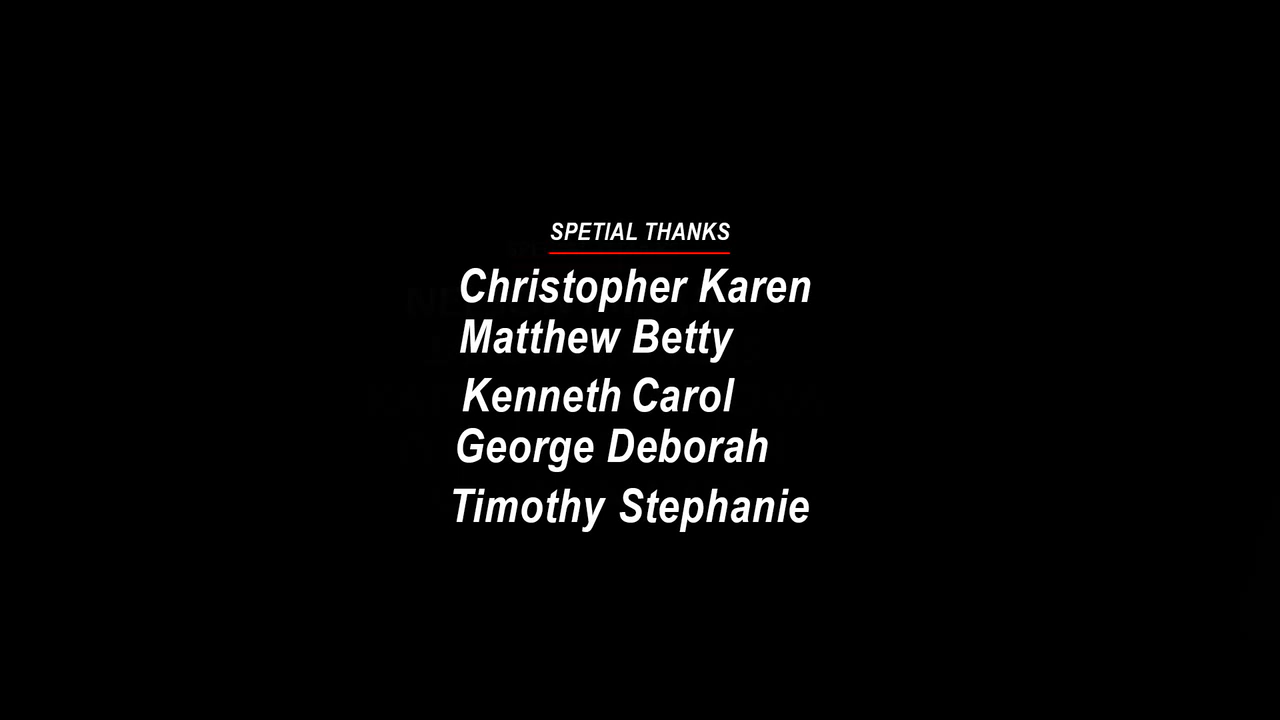 SPETIAL THANKS
Christopher Karen
Matthew Betty
Kenneth Carol
George Deborah
Timothy Stephanie